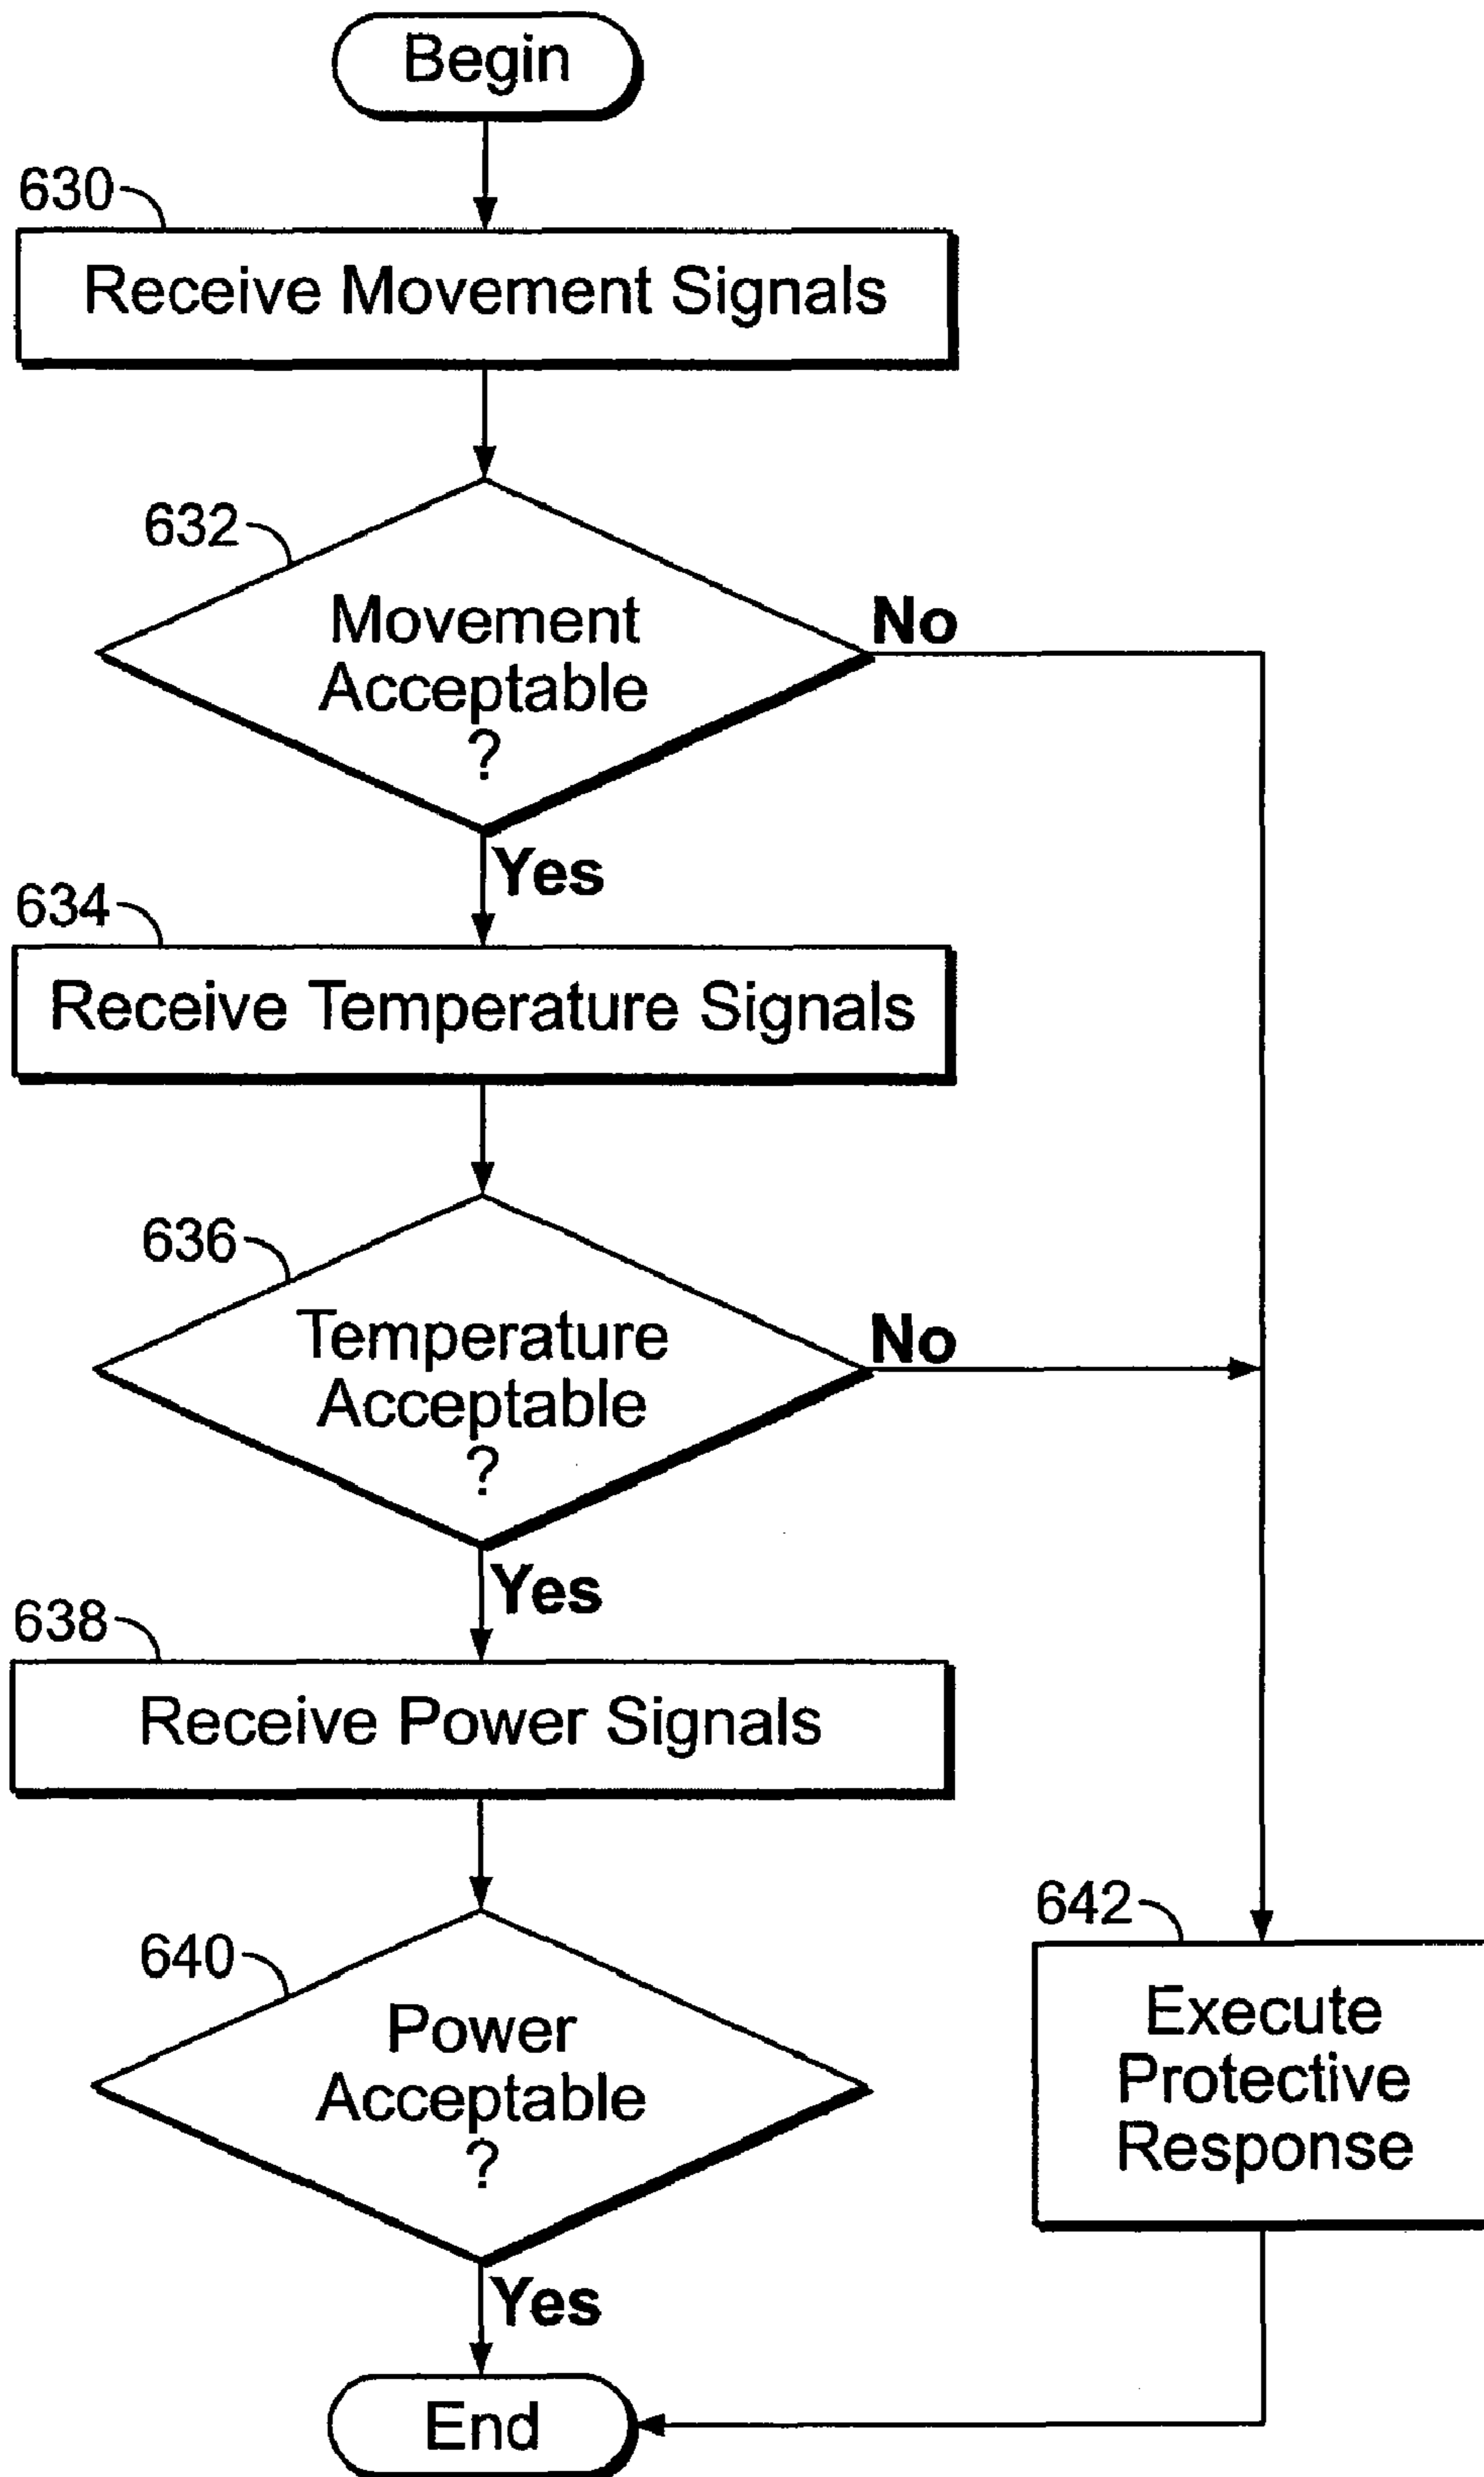 Begin
630
Receive Movement Signals
632
Movement
Acceptable
?
No
Yes
634
Receive Temperature Signals
636
Temperature
Acceptable
?
No
Yes
638
Receive Power Signals
640
Power
Acceptable
?
Yes
642
Execute
Protective
Response
End